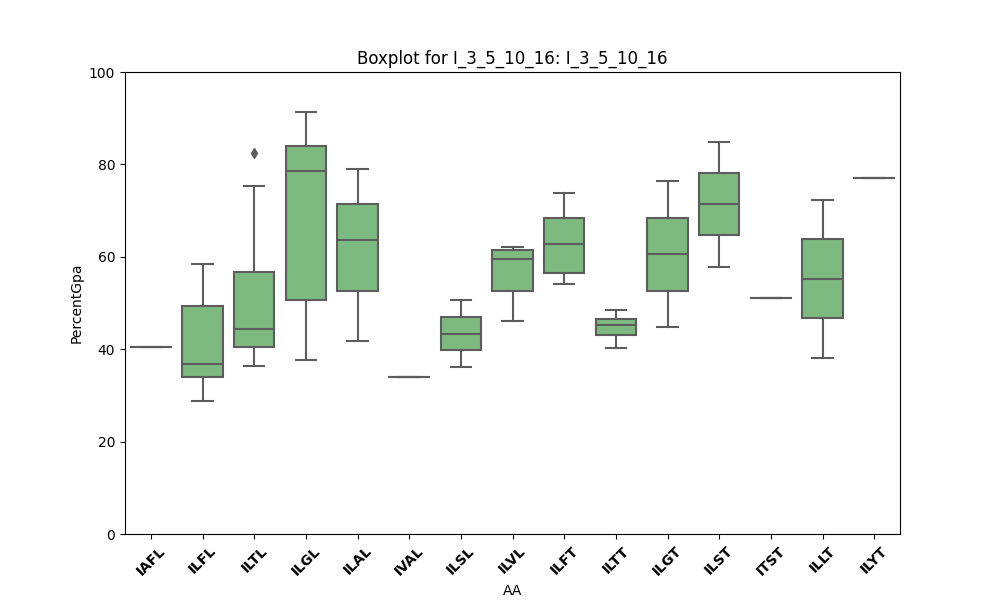 Boxplot for I_3_5_10_16: I_3_5_10_16
100
80
60
40
20
0
PercentGpa
IAFL ILFL ILTL ILGL ILAL IVAL ILSL ILVL ILFT ILTT ILGT ILST ITST ILLT ILYT
AA